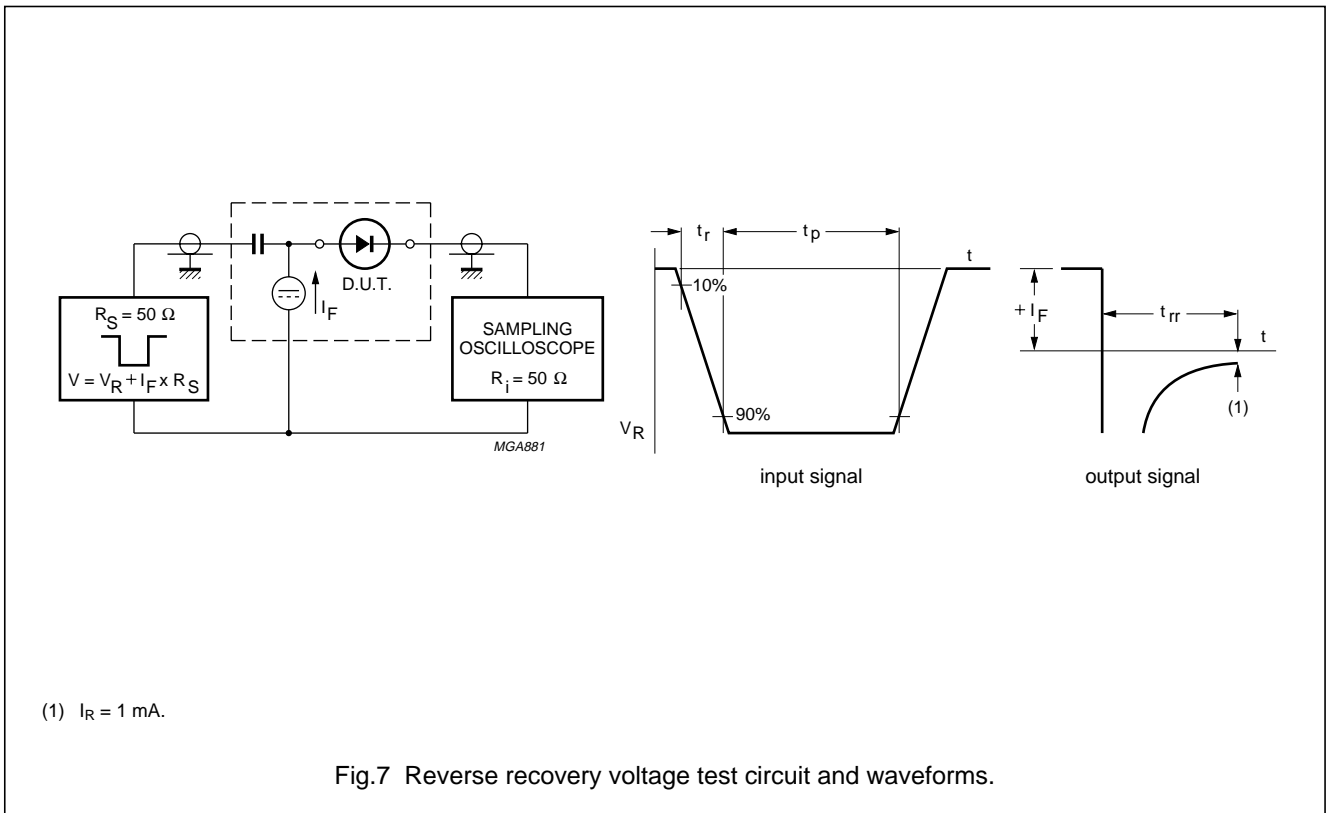 R_S = 50 Ω
V = V_R + I_F x R_S
I_F
D.U.T.
SAMPLING
OSCILLOSCOPE
R_i = 50 Ω
MGA881
t_r
t_p
t
10%
90%
V_R
input signal
+ I_F
t_rr
t
(1)
output signal
(1) I_R = 1 mA.
Fig.7 Reverse recovery voltage test circuit and waveforms.